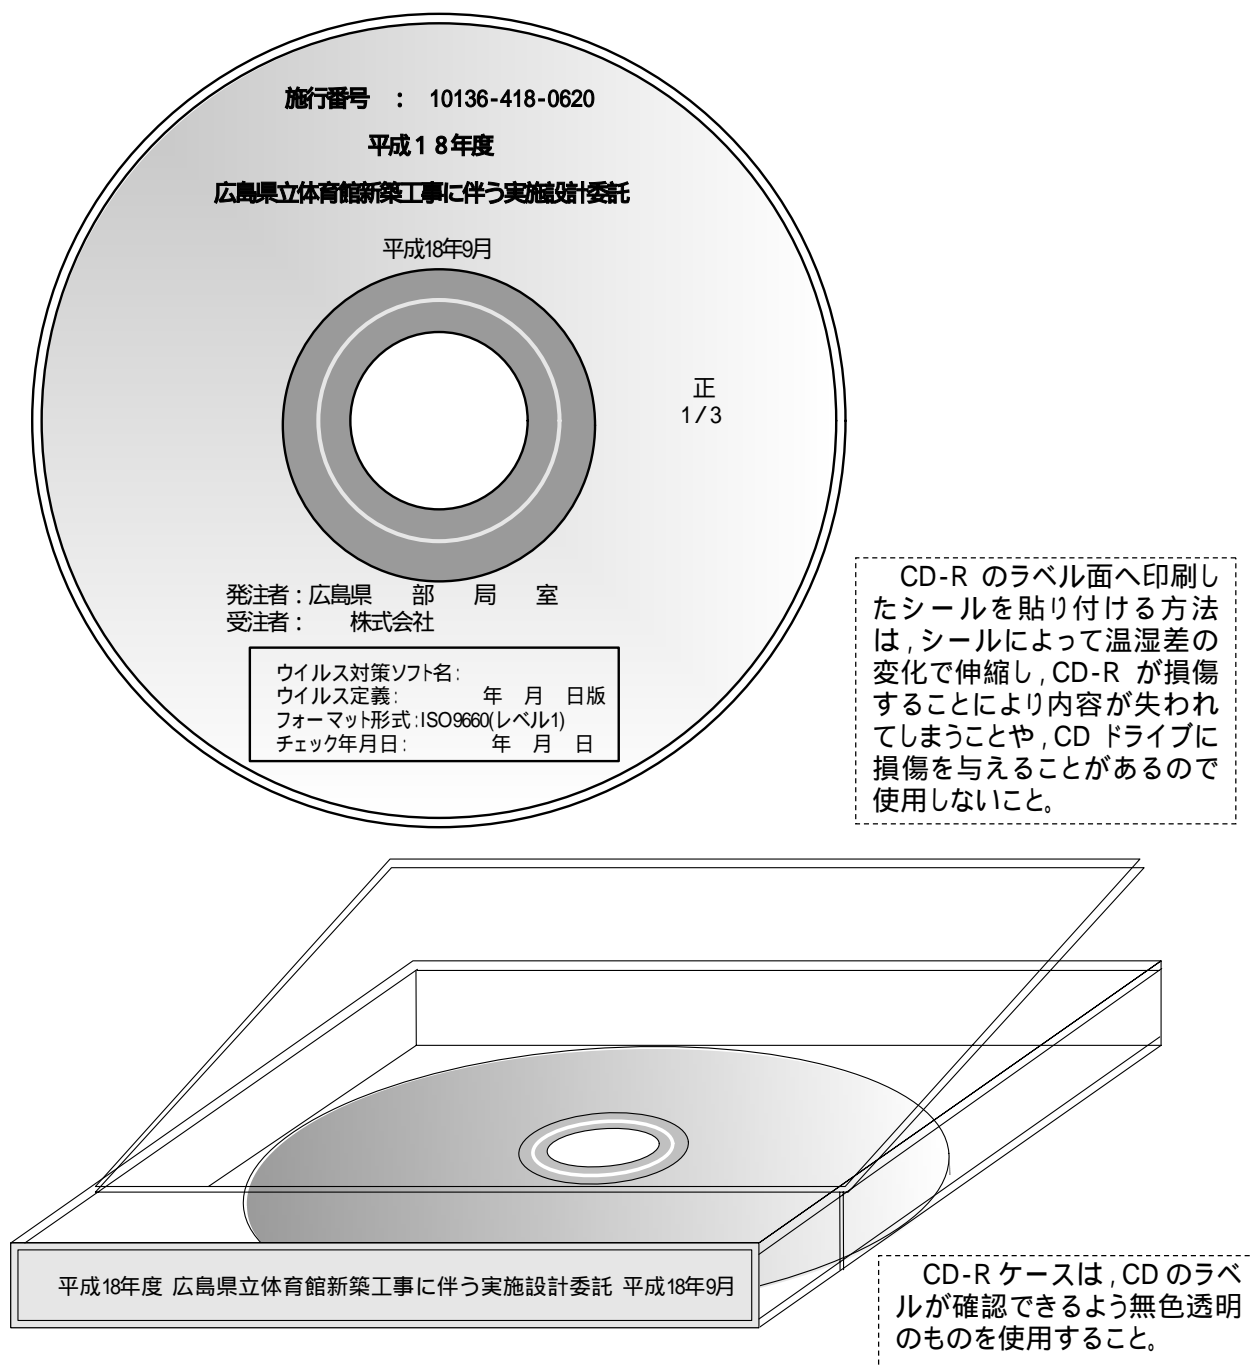 施行番号　：　10136-418-0620
平成１８年度
広島県立体育館新築工事に伴う実施設計委託
平成18年9月
正
1/3
発注者：広島県　　部　　局　　室
受注者：　　株式会社
ウイルス対策ソフト名：
ウイルス定義：　　　　年　月　日版
フォーマット形式：ISO9660(レベル1)
チェック年月日：　　　　年　月　日
CD-R のラベル面へ印刷し
たシールを貼り付ける方法
は，シールによって温湿差の
変化で伸縮し，CD-R が損傷
することにより内容が失われ
てしまうことや，CD ドライブに
損傷を与えることがあるので
使用しないこと。
平成18年度 広島県立体育館新築工事に伴う実施設計委託 平成18年9月
CD-R ケースは，CD のラベ
ルが確認できるよう無色透明
のものを使用すること。